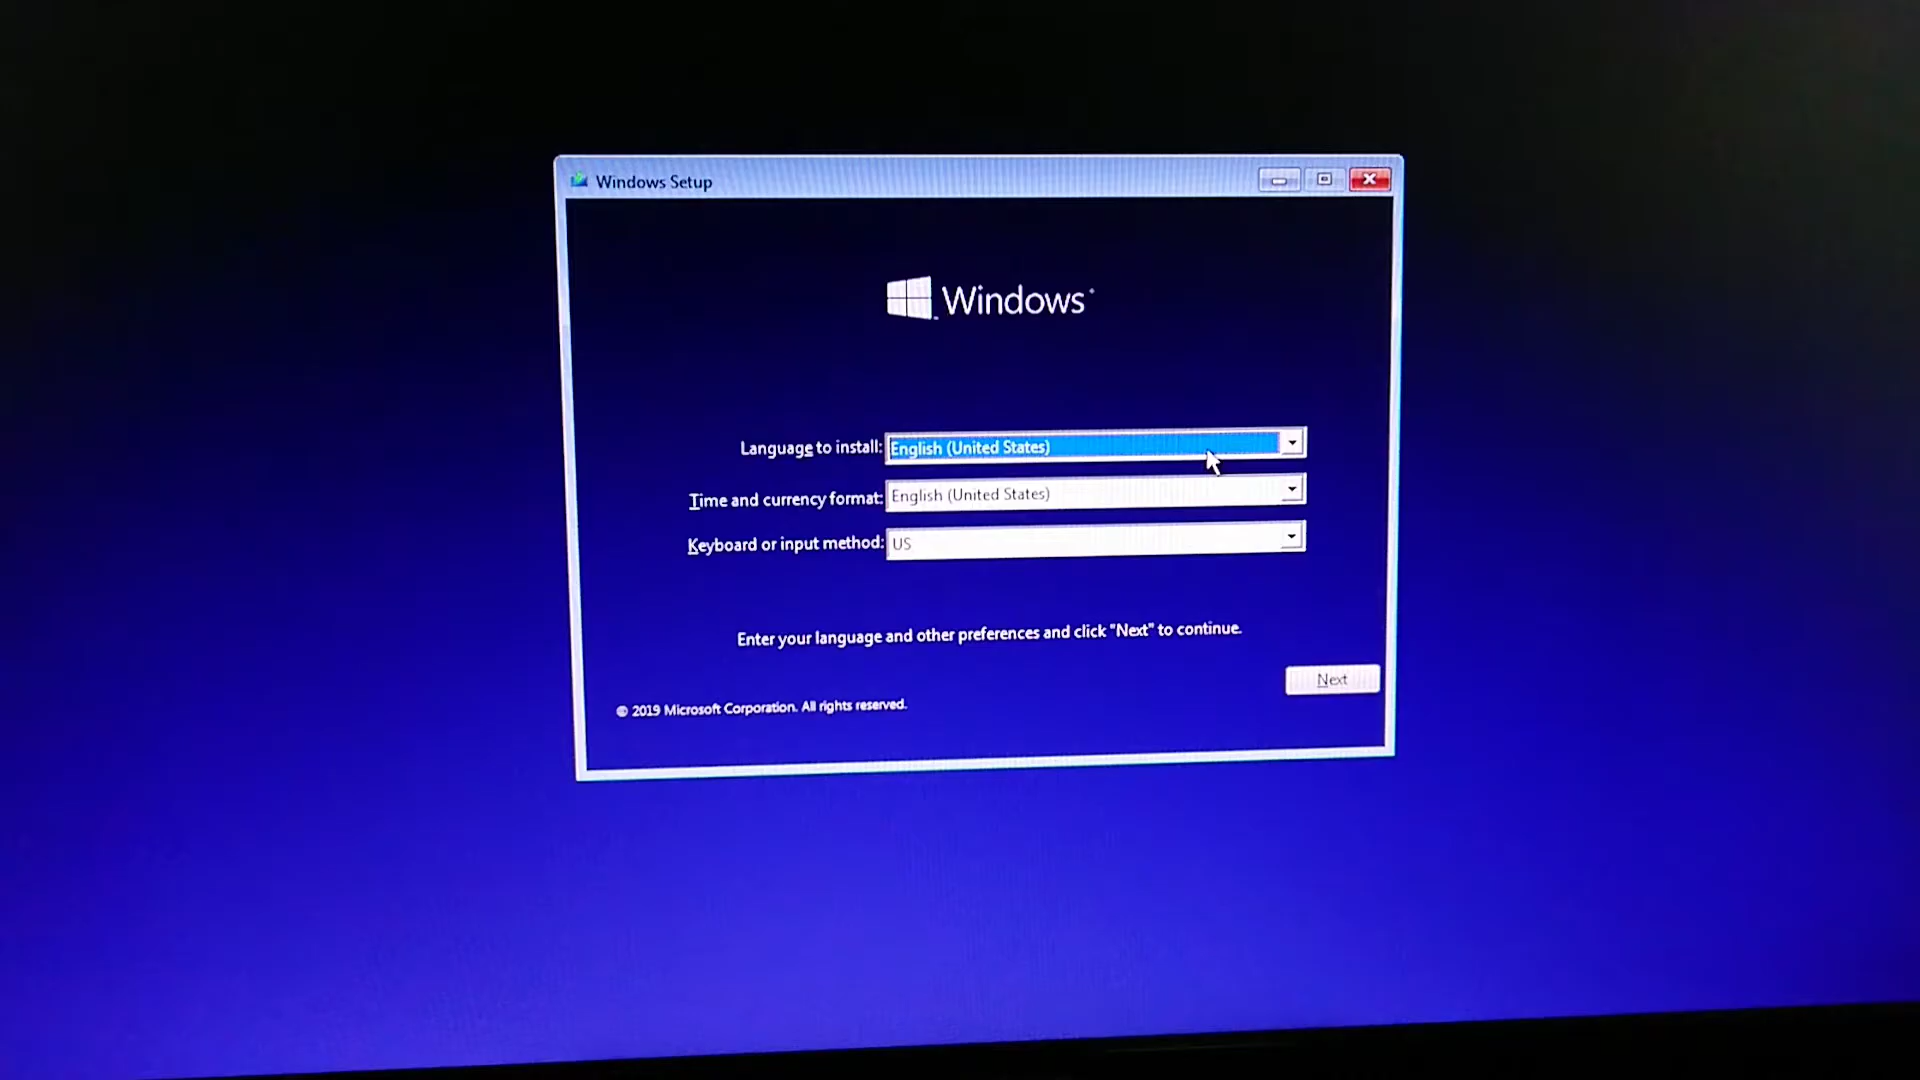 Windows Setup
Windows
Language to install: English (United States)
Time and currency format: English (United States)
Keyboard or input method: US
Enter your language and other preferences and click "Next" to continue.
Next
© 2019 Microsoft Corporation. All rights reserved.